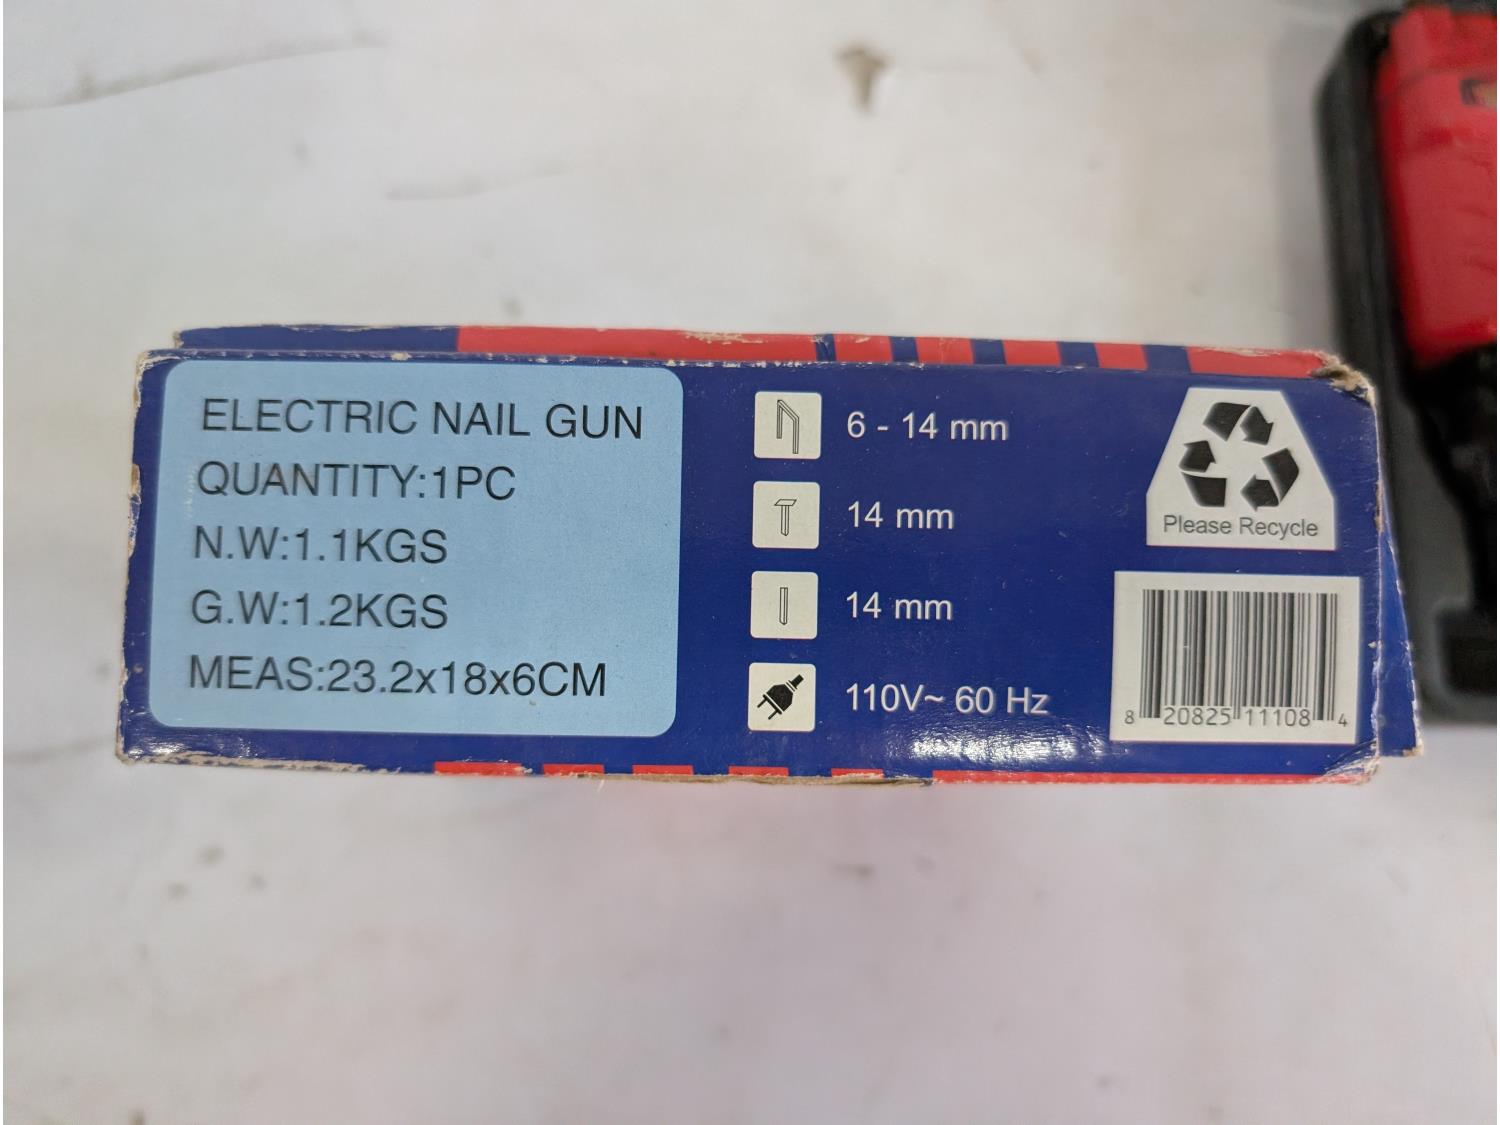 ELECTRIC NAIL GUN
QUANTITY:1PC
N.W:1.1KGS
G.W:1.2KGS
MEAS:23.2x18x6CM
6 - 14 mm
14 mm
14 mm
110V~ 60 Hz
Please Recycle
8 20825 11108 4